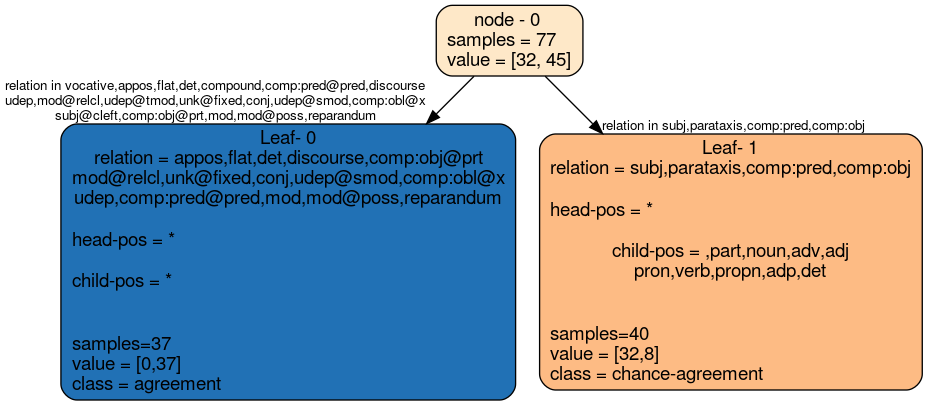 node - 0
samples = 77
value = [32, 45]
relation in vocative,appos,flat,det,compound,comp:pred@pred,discourse
udep,mod@relcl,udep@tmod,unk@fixed,conj,udep@smod,comp:obl@x
subj@cleft,comp:obj@prt,mod,mod@poss,reparandum
relation in subj,parataxis,comp:pred,comp:obj
Leaf- 0
relation = appos,flat,det,discourse,comp:obj@prt
mod@relcl,unk@fixed,conj,udep@smod,comp:obl@x
udep,comp:pred@pred,mod,mod@poss,reparandum
head-pos = *
child-pos = *
samples=37
value = [0,37]
class = agreement
Leaf- 1
relation = subj,parataxis,comp:pred,comp:obj
head-pos = *
child-pos = ,part,noun,adv,adj
pron,verb,propn,adp,det
samples=40
value = [32,8]
class = chance-agreement